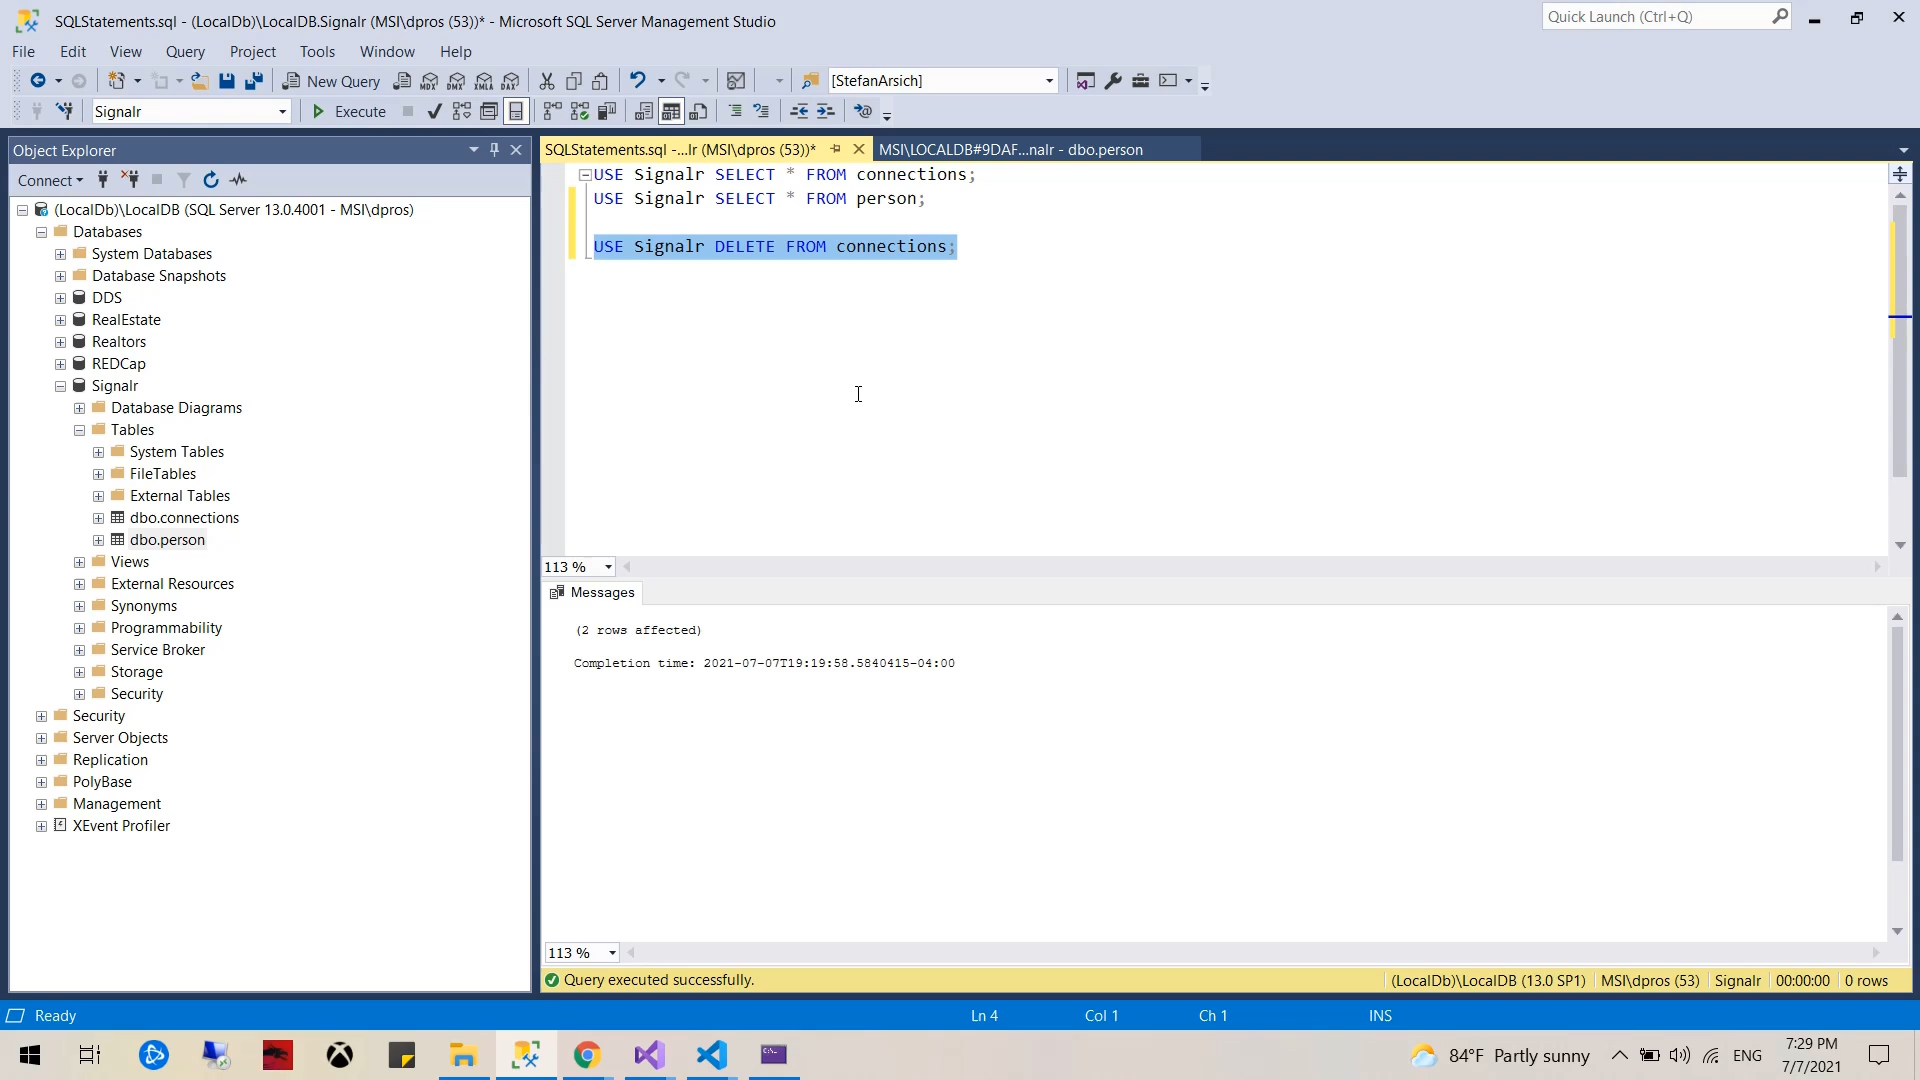 SQLStatements.sql - (LocalDb)\LocalDB.Signalr (MSI\dpros (53))* - Microsoft SQL Server Management Studio
Quick Launch (Ctrl+Q)
File Edit View Query Project Tools Window Help
New Query
MDX DMX XMLA DAX
[StefanArsich]
Signalr
Execute
Object Explorer
SQLStatements.sql -...lr (MSI\dpros (53))*
MSI\LOCALDB#9DAF...nalr - dbo.person
Connect
(LocalDb)\LocalDB (SQL Server 13.0.4001 - MSI\dpros)
Databases
System Databases
Database Snapshots
DDS
RealEstate
Realtors
REDCap
Signalr
Database Diagrams
Tables
System Tables
FileTables
External Tables
dbo.connections
dbo.person
Views
External Resources
Synonyms
Programmability
Service Broker
Storage
Security
Security
Server Objects
Replication
PolyBase
Management
XEvent Profiler
USE Signalr SELECT * FROM connections;
USE Signalr SELECT * FROM person;
USE Signalr DELETE FROM connections;
113 %
Messages
(2 rows affected)
Completion time: 2021-07-07T19:19:58.5840415-04:00
113 %
Query executed successfully.
(LocalDb)\LocalDB (13.0 SP1)
MSI\dpros (53)
Signalr
00:00:00
0 rows
Ready
Ln 4
Col 1
Ch 1
INS
84°F Partly sunny
ENG
7:29 PM
7/7/2021